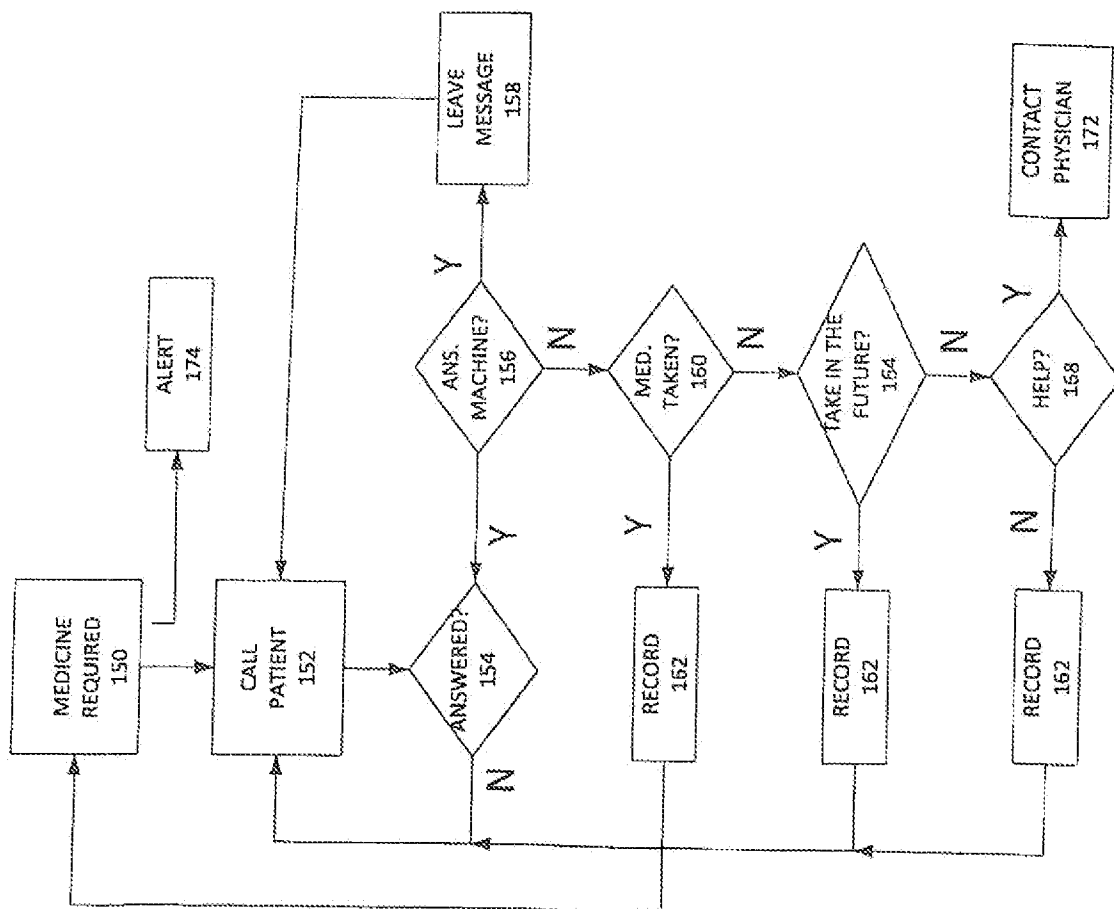 MEDICINE
REQUIRED
150
ALERT
174
CALL
PATIENT
152
ANSWERED?
154
N
Y
ANS.
MACHINE?
156
Y
LEAVE
MESSAGE
158
N
MED.
TAKEN?
160
Y
RECORD
162
N
TAKE IN THE
FUTURE?
164
Y
RECORD
162
N
HELP?
168
Y
CONTACT
PHYSICIAN
172
N
RECORD
162